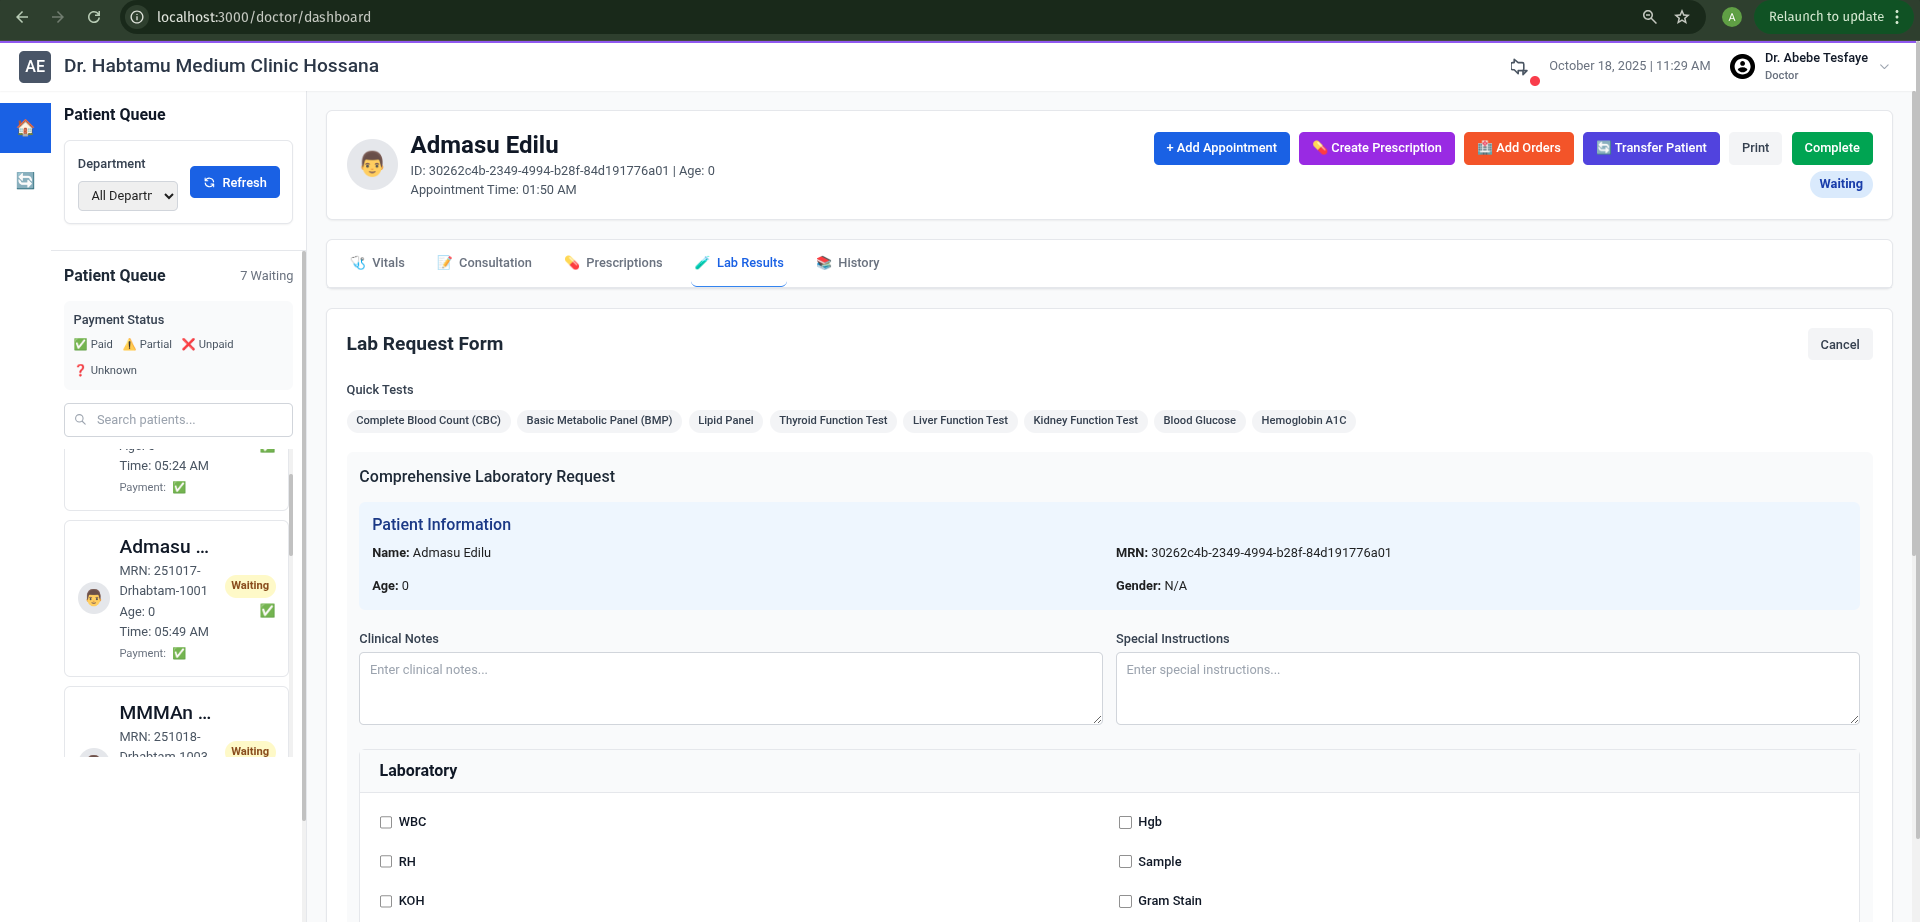 localhost:3000/doctor/dashboard
A
Relaunch to update
AE
Dr. Habtamu Medium Clinic Hossana
October 18, 2025 | 11:29 AM
Dr. Abebe Tesfaye
Doctor
Patient Queue
Department
All Departr
Refresh
Patient Queue
7 Waiting
Payment Status
Paid
Partial
Unpaid
Unknown
Search patients...
Time: 05:24 AM
Payment:
Admasu ...
MRN: 251017-
Drhabtam-1001
Age: 0
Time: 05:49 AM
Payment:
Waiting
MMMAn ...
MRN: 251018-
Drhabtam-1003
Waiting
Admasu Edilu
ID: 30262c4b-2349-4994-b28f-84d191776a01 | Age: 0
Appointment Time: 01:50 AM
+ Add Appointment
Create Prescription
Add Orders
Transfer Patient
Print
Complete
Waiting
Vitals
Consultation
Prescriptions
Lab Results
History
Lab Request Form
Cancel
Quick Tests
Complete Blood Count (CBC)
Basic Metabolic Panel (BMP)
Lipid Panel
Thyroid Function Test
Liver Function Test
Kidney Function Test
Blood Glucose
Hemoglobin A1C
Comprehensive Laboratory Request
Patient Information
Name: Admasu Edilu
MRN: 30262c4b-2349-4994-b28f-84d191776a01
Age: 0
Gender: N/A
Clinical Notes
Special Instructions
Enter clinical notes...
Enter special instructions...
Laboratory
WBC
Hgb
RH
Sample
KOH
Gram Stain